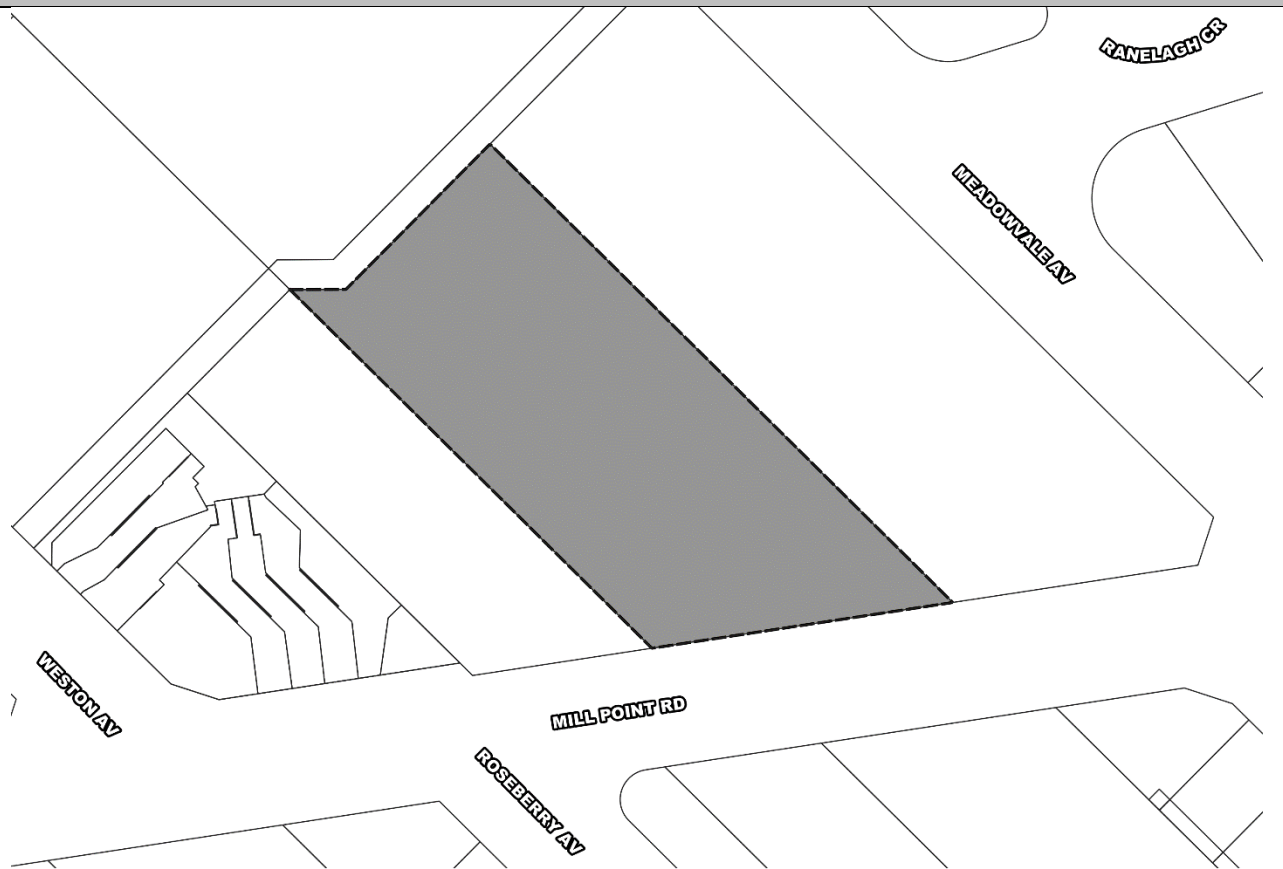 RANELAGH CR
MEADOWVALE AV
WESTON AV
MILL POINT RD
ROSEBERRY AV